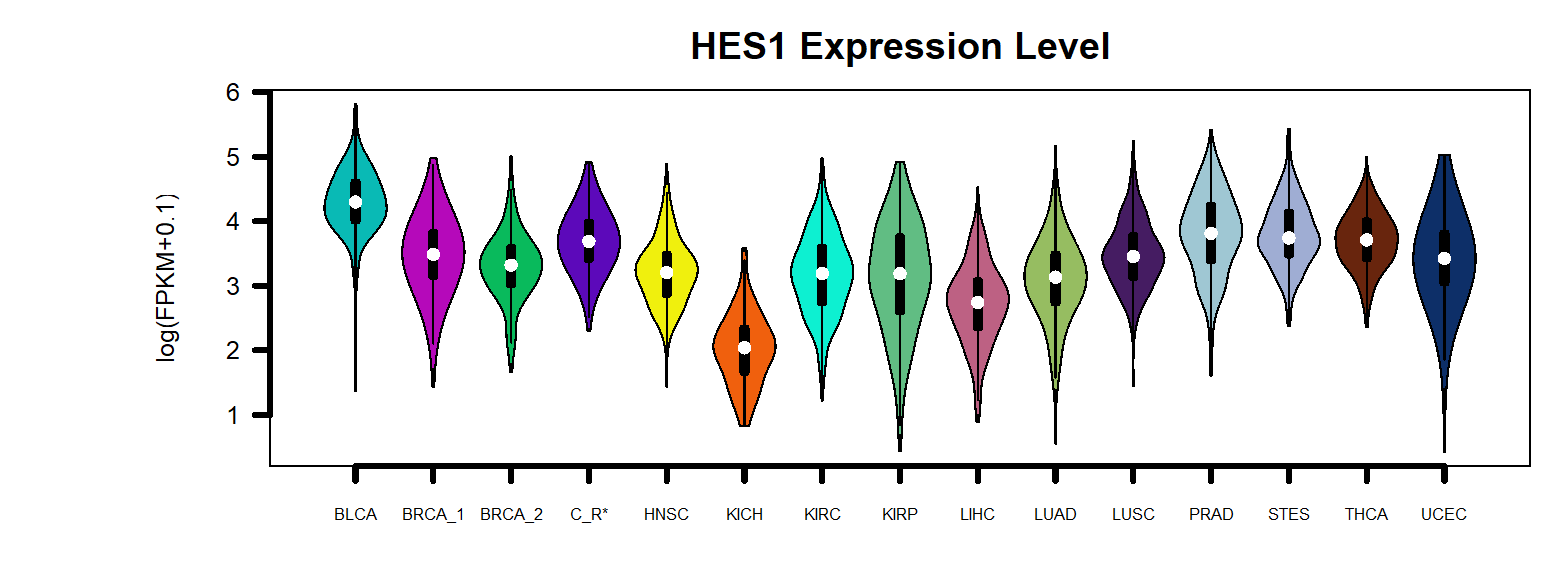 HES1 Expression Level
log(FPKM+0.1)
6
5
4
3
2
1
BLCA BRCA_1 BRCA_2 C_R* HNSC KICH KIRC KIRP LIHC LUAD LUSC PRAD STES THCA UCEC